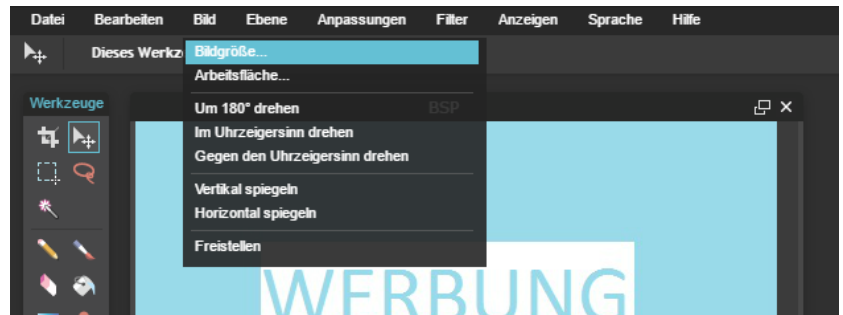 Datei Bearbeiten Bild Ebene Anpassungen Filter Anzeigen Sprache Hilfe
Dieses Werkz
Bildgröße...
Arbeitsfläche...
Werkzeuge
Um 180° drehen
BSP
Im Uhrzeigersinn drehen
Gegen den Uhrzeigersinn drehen
Vertikal spiegeln
Horizontal spiegeln
Freistellen
WERBUNG